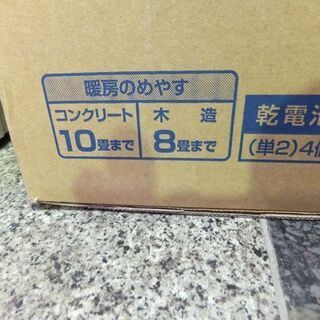 暖房のめやす
コンクリート 木造
10畳まで 8畳まで
乾電
(単2)4